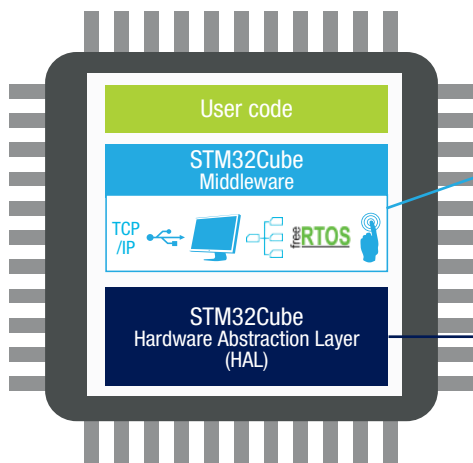 User code
STM32Cube
Middleware
TCP
/IP
free RTOS
STM32Cube
Hardware Abstraction Layer
(HAL)